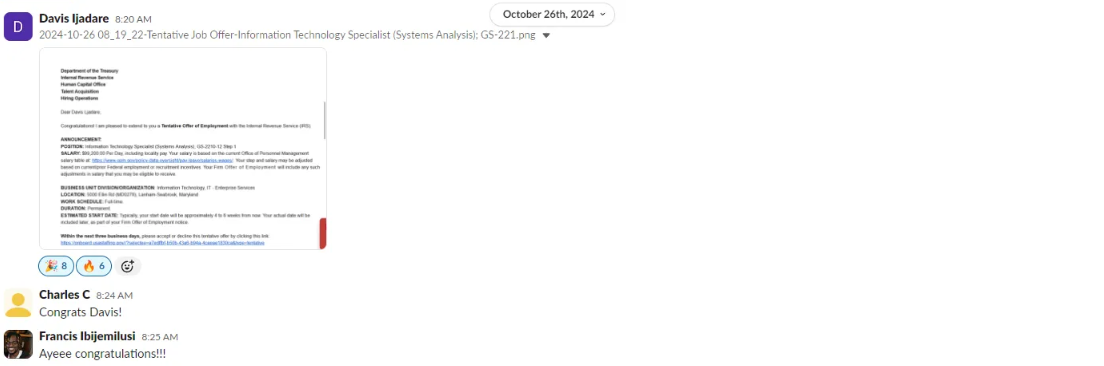 October 26th, 2024
D
Davis Ijadare 8:20 AM
2024-10-26 08_19_22-Tentative Job Offer-Information Technology Specialist (Systems Analysis); GS-221.png
Department of the Treasury
Internal Revenue Service
Human Capital Office
Talent Acquisition
Hiring Operations
Dear Davis Ijadare,
Congratulations! I am pleased to extend to you a Tentative Offer of Employment with the Internal Revenue Service (IRS)
ANNOUNCEMENT
POSITION: Information Technology Specialist (Systems Analysis), GS-2210-12 Step 1
SALARY: Per Day, including locality pay. Your salary is based on the current Office of Personnel Management
salary table at: Your step and salary may be adjusted
based on current/prior Federal employment or recruitment incentives. Your Firm Offer of Employment will include any such
adjustments in salary that you may be eligible to receive.
BUSINESS UNIT DIVISION/ORGANIZATION: Information Technology, IT - Enterprise Services
LOCATION: 5000 Ellin Rd Lanham-Seabrook, Maryland
WORK SCHEDULE: Full-time
DURATION: Permanent
ESTIMATED START DATE: Typically, your start date will be approximately 4 to 6 weeks from now. Your actual date will be
included later, as part of your Firm Offer of Employment notice.
Within the next three business days, please accept or decline this tentative offer by clicking this link:
8
6
Charles C 8:24 AM
Congrats Davis!
Francis Ibijemilusi 8:25 AM
Ayeee congratulations!!!